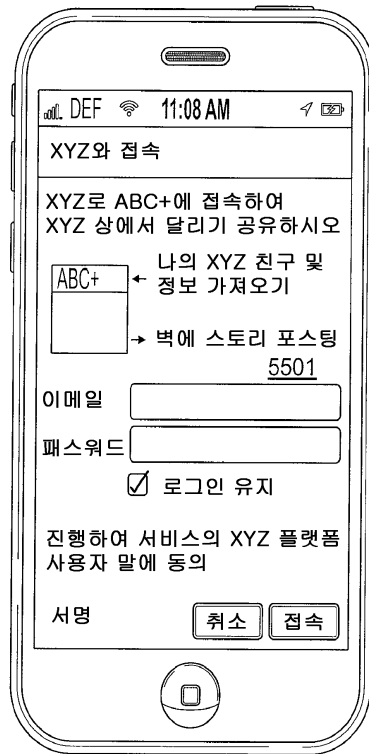 DEF 11:08 AM
XYZ와 접속
XYZ로 ABC+에 접속하여
XYZ 상에서 달리기 공유하시오
ABC+
나의 XYZ 친구 및
정보 가져오기
벽에 스토리 포스팅
5501
이메일
패스워드
로그인 유지
진행하여 서비스의 XYZ 플랫폼
사용자 말에 동의
서명 취소 접속